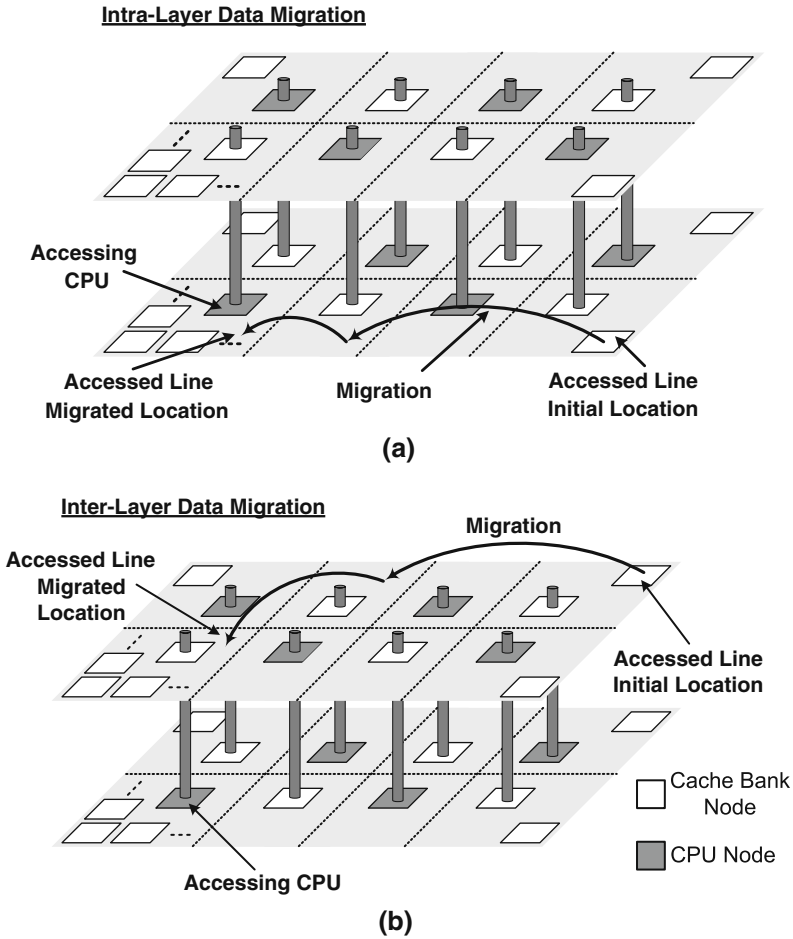 Intra-Layer Data Migration
Accessing
CPU
Accessed Line
Migrated Location
Migration
Accessed Line
Initial Location
(a)
Inter-Layer Data Migration
Migration
Accessed Line
Migrated
Location
Accessed Line
Initial Location
Cache Bank
Node
CPU Node
Accessing CPU
(b)